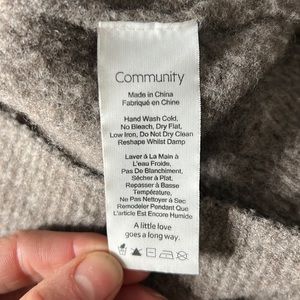 Community
Made in China
Fabriqué en Chine
Hand Wash Cold,
No Bleach, Dry Flat,
Low Iron, Do Not Dry Clean
Reshape Whilst Damp
Laver à La Main à
L'eau Froide,
Pas De Blanchiment,
Sécher à Plat,
Repasser à Basse
Température,
Ne Pas Nettoyer à Sec
Remodeler Pendant Que
L'article Est Encore Humide
A little love
goes a long way.